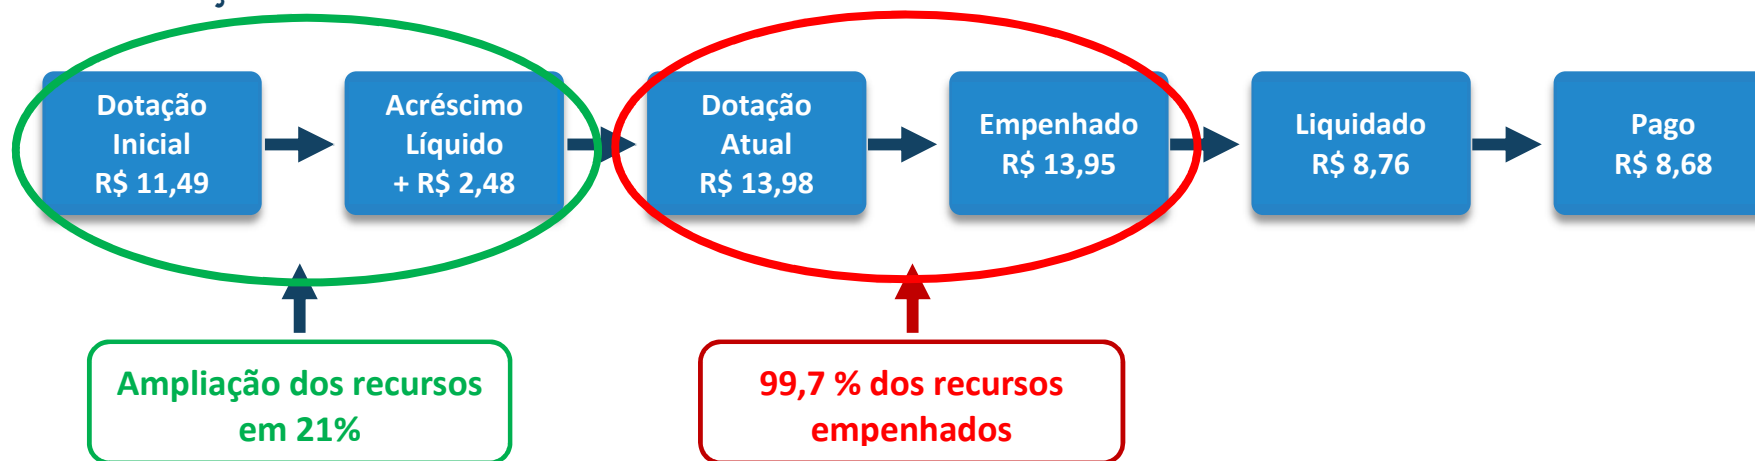 Dotação
Inicial
R$ 11,49
Acréscimo
Líquido
+ R$ 2,48
Dotação
Atual
R$ 13,98
Empenhado
R$ 13,95
Liquidado
R$ 8,76
Pago
R$ 8,68
Ampliação dos recursos
em 21%
99,7 % dos recursos
empenhados